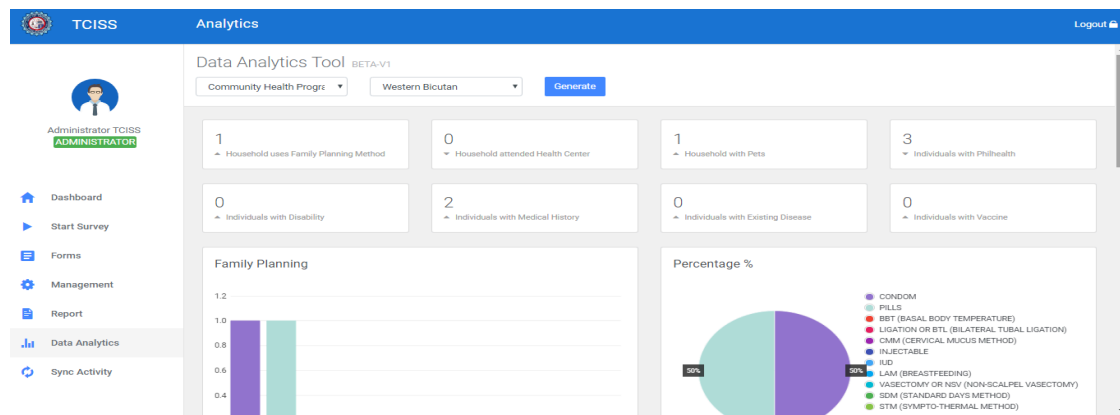 TCISS
Analytics
Logout
Administrator TCISS
ADMINISTRATOR
Dashboard
Start Survey
Forms
Management
Report
Data Analytics
Sync Activity
Data Analytics Tool BETA-V1
Community Health Progra
Western Bicutan
Generate
1
Household uses Family Planning Method
0
Household attended Health Center
1
Household with Pets
3
Individuals with Philhealth
0
Individuals with Disability
2
Individuals with Medical History
0
Individuals with Existing Disease
0
Individuals with Vaccine
Family Planning
1.2
1.0
0.8
0.6
0.4
Percentage %
50%
50%
CONDOM
PILLS
BBT (BASAL BODY TEMPERATURE)
LIGATION OR BTL (BILATERAL TUBAL LIGATION)
CMM (CERVICAL MUCUS METHOD)
INJECTABLE
IUD
LAM (BREASTFEEDING)
VASECTOMY OR NSV (NON-SCALPEL VASECTOMY)
SDM (STANDARD DAYS METHOD)
STM (SYMPTO-THERMAL METHOD)